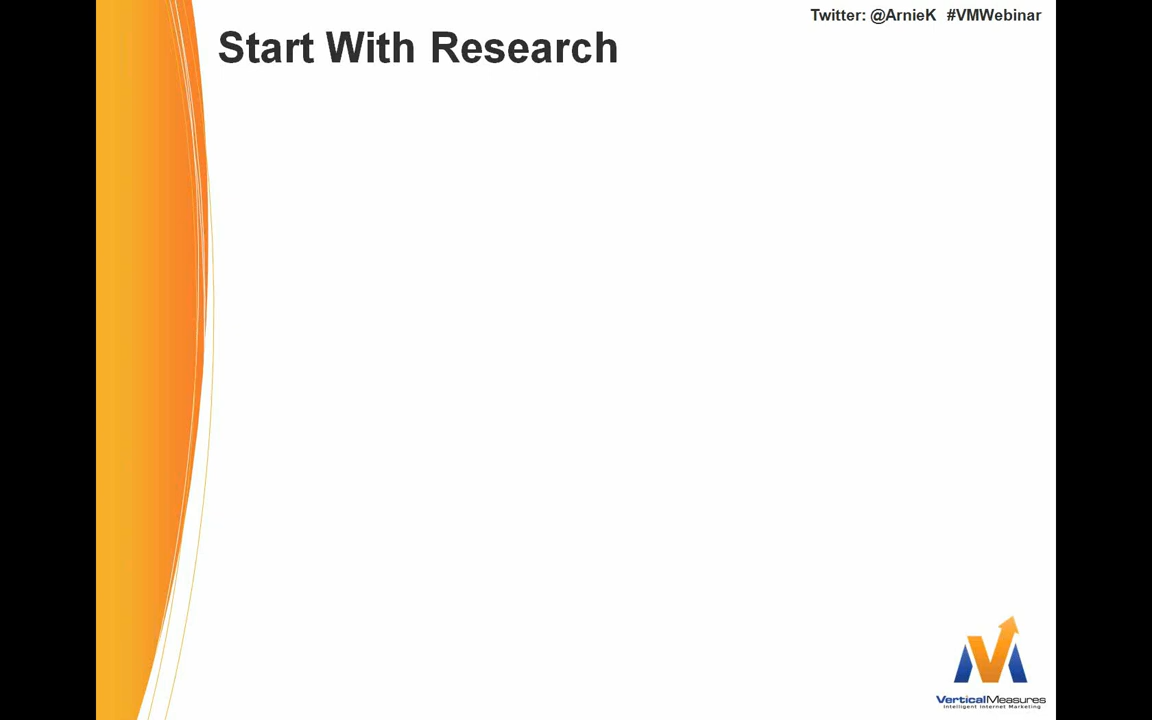 Twitter: @ArnieK #VMWebinar
Start With Research
VerticalMeasures
Intelligent Internet Marketing